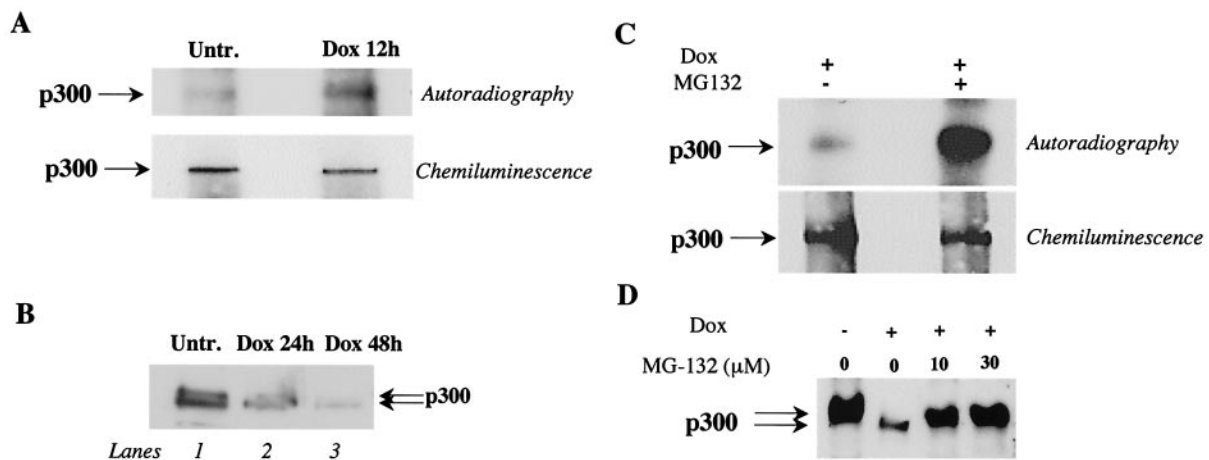 A
Untr. Dox 12h
p300 Autoradiography
p300 Chemiluminescence
B
Untr. Dox 24h Dox 48h
p300
Lanes 1 2 3
C
Dox + +
MG132 - +
p300 Autoradiography
p300 Chemiluminescence
D
Dox - + + +
MG-132 (μM) 0 0 10 30
p300